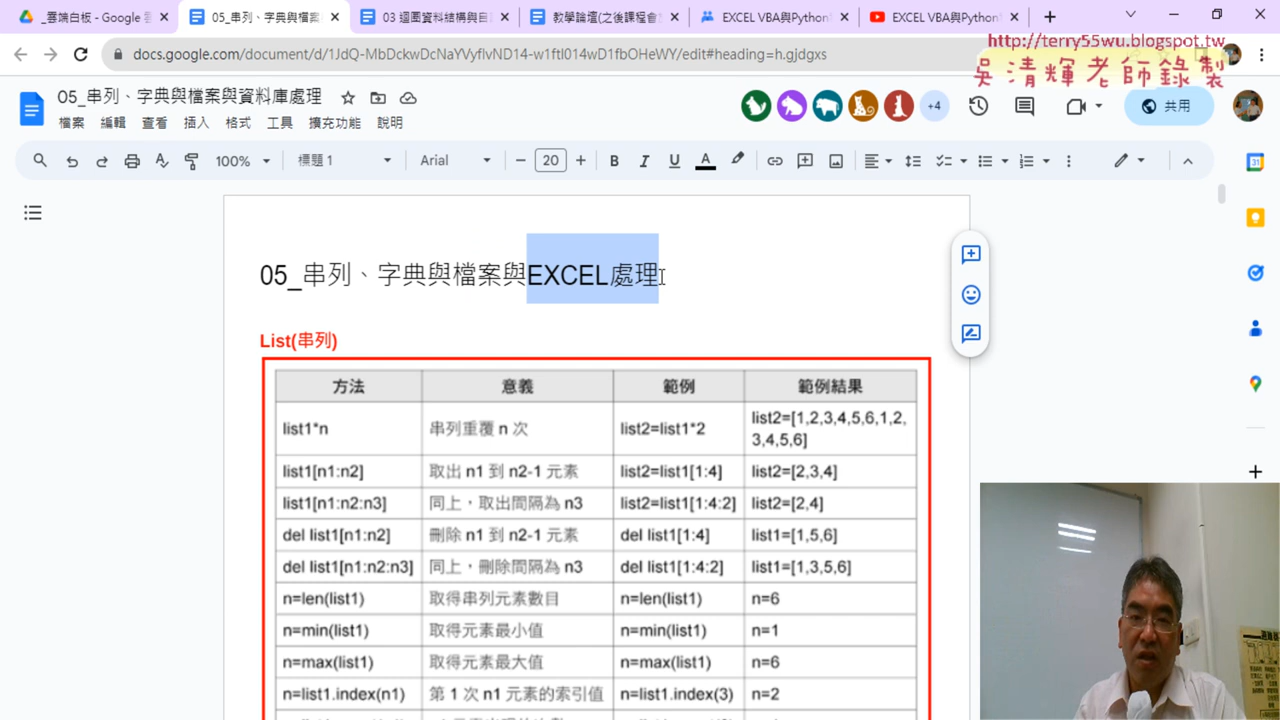 _雲端白板 - Google 雲
05_串列、字典與檔案
03 迴圈資料結構與自
教學論壇(之後課程會
EXCEL VBA與Python
EXCEL VBA與Python
docs.google.com/document/d/1JdQ-MbDckwDcNaYVvfivND14-w1ftl014wD1fbOHeWY/edit#heading=h.gjdgxs
http://terry55wu.blogspot.tw
吳清輝老師錄製
05_串列、字典與檔案與資料庫處理
檔案 編輯 查看 插入 格式 工具 擴充功能 說明
+4
共用
100% 標題 1 Arial 20
05_串列、字典與檔案與EXCEL處理
List(串列)
方法 意義 範例 範例結果
list1*n 串列重覆 n 次 list2=list1*2 list2=[1,2,3,4,5,6,1,2,
3,4,5,6]
list1[n1:n2] 取出 n1 到 n2-1 元素 list2=list1[1:4] list2=[2,3,4]
list1[n1:n2:n3] 同上，取出間隔為 n3 list2=list1[1:4:2] list2=[2,4]
del list1[n1:n2] 刪除 n1 到 n2-1 元素 del list1[1:4] list1=[1,5,6]
del list1[n1:n2:n3] 同上，刪除間隔為 n3 del list1[1:4:2] list1=[1,3,5,6]
n=len(list1) 取得串列元素數目 n=len(list1) n=6
n=min(list1) 取得元素最小值 n=min(list1) n=1
n=max(list1) 取得元素最大值 n=max(list1) n=6
n=list1.index(n1) 第 1 次 n1 元素的索引值 n=list1.index(3) n=2